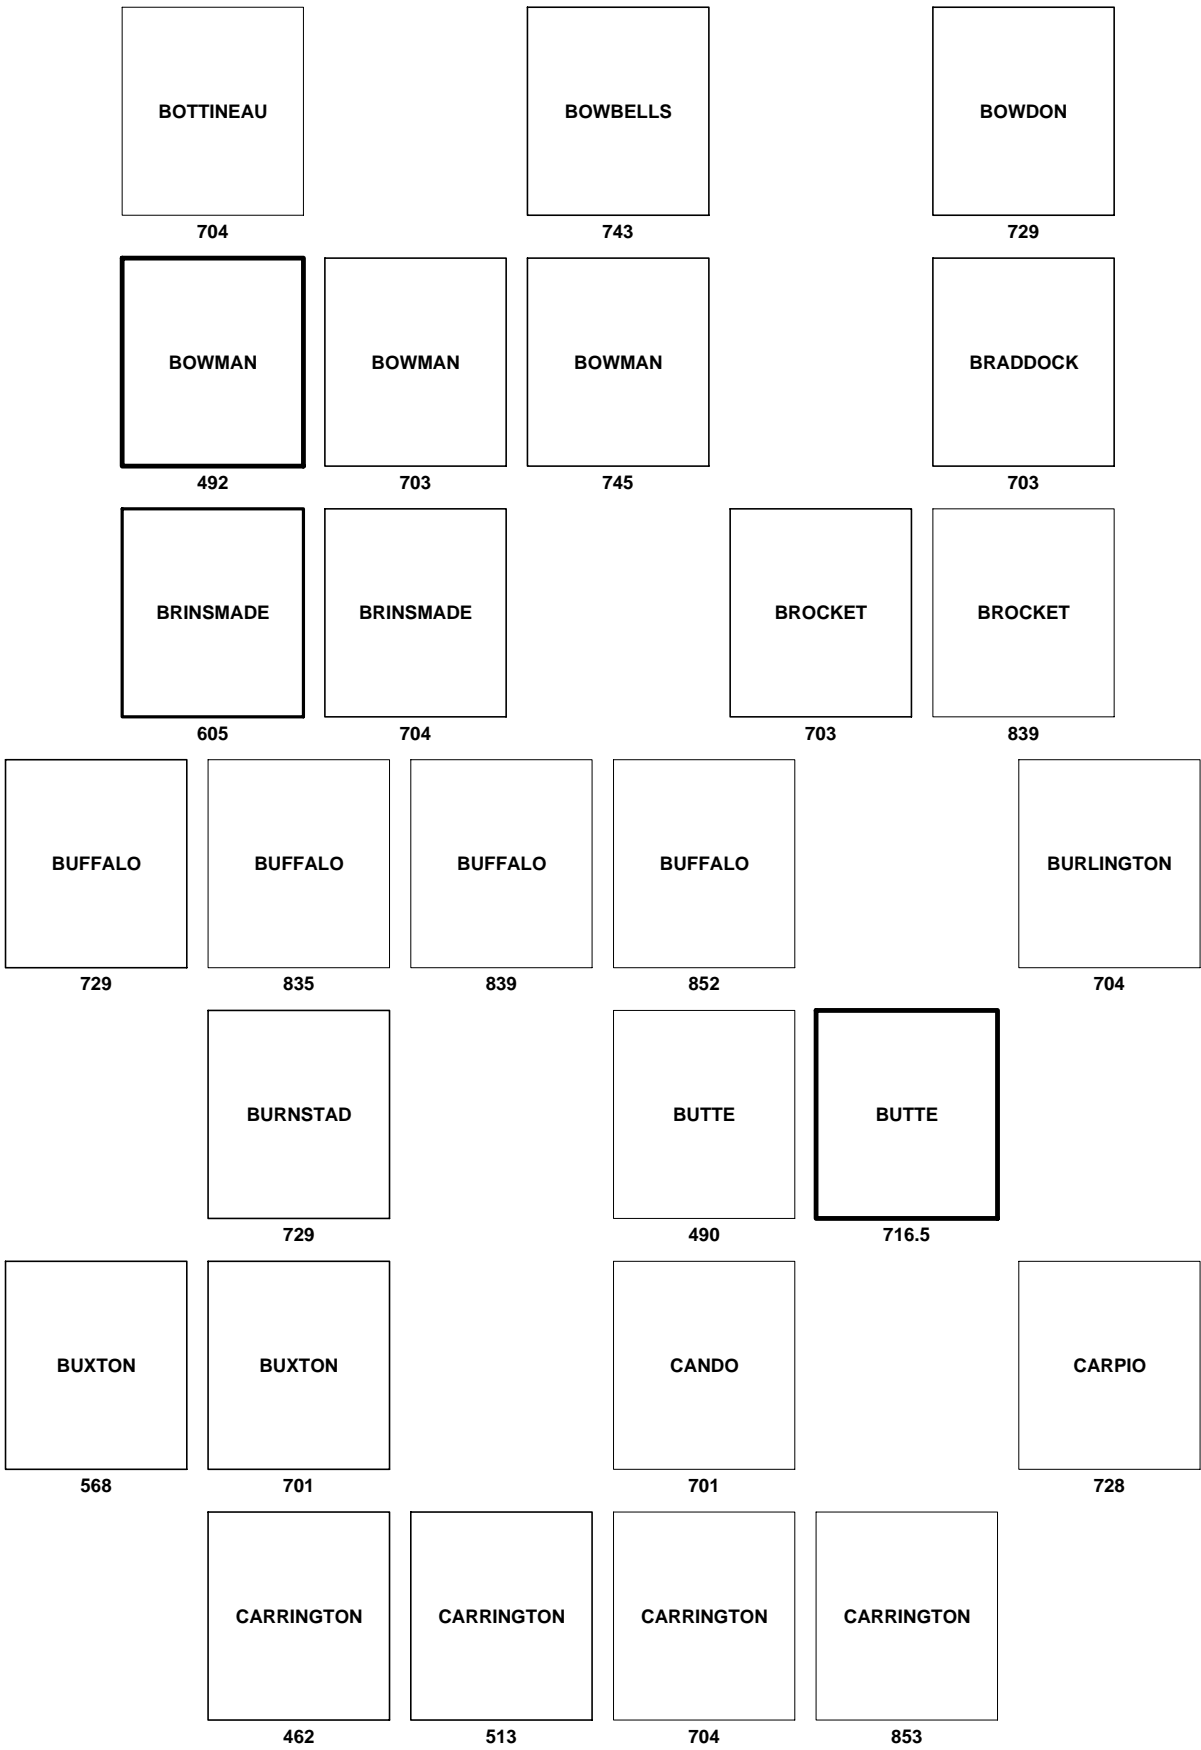 BOTTINEAU BOWBELLS BOWDON
704 743 729
BOWMAN BOWMAN BOWMAN BRADDOCK
492 703 745 703
BRINSMADE BRINSMADE BROCKET BROCKET
605 704 703 839
BUFFALO BUFFALO BUFFALO BUFFALO BURLINGTON
729 835 839 852 704
BURNSTAD BUTTE BUTTE
729 490 716.5
BUXTON BUXTON CANDO CARPIO
568 701 701 728
CARRINGTON CARRINGTON CARRINGTON CARRINGTON
462 513 704 853